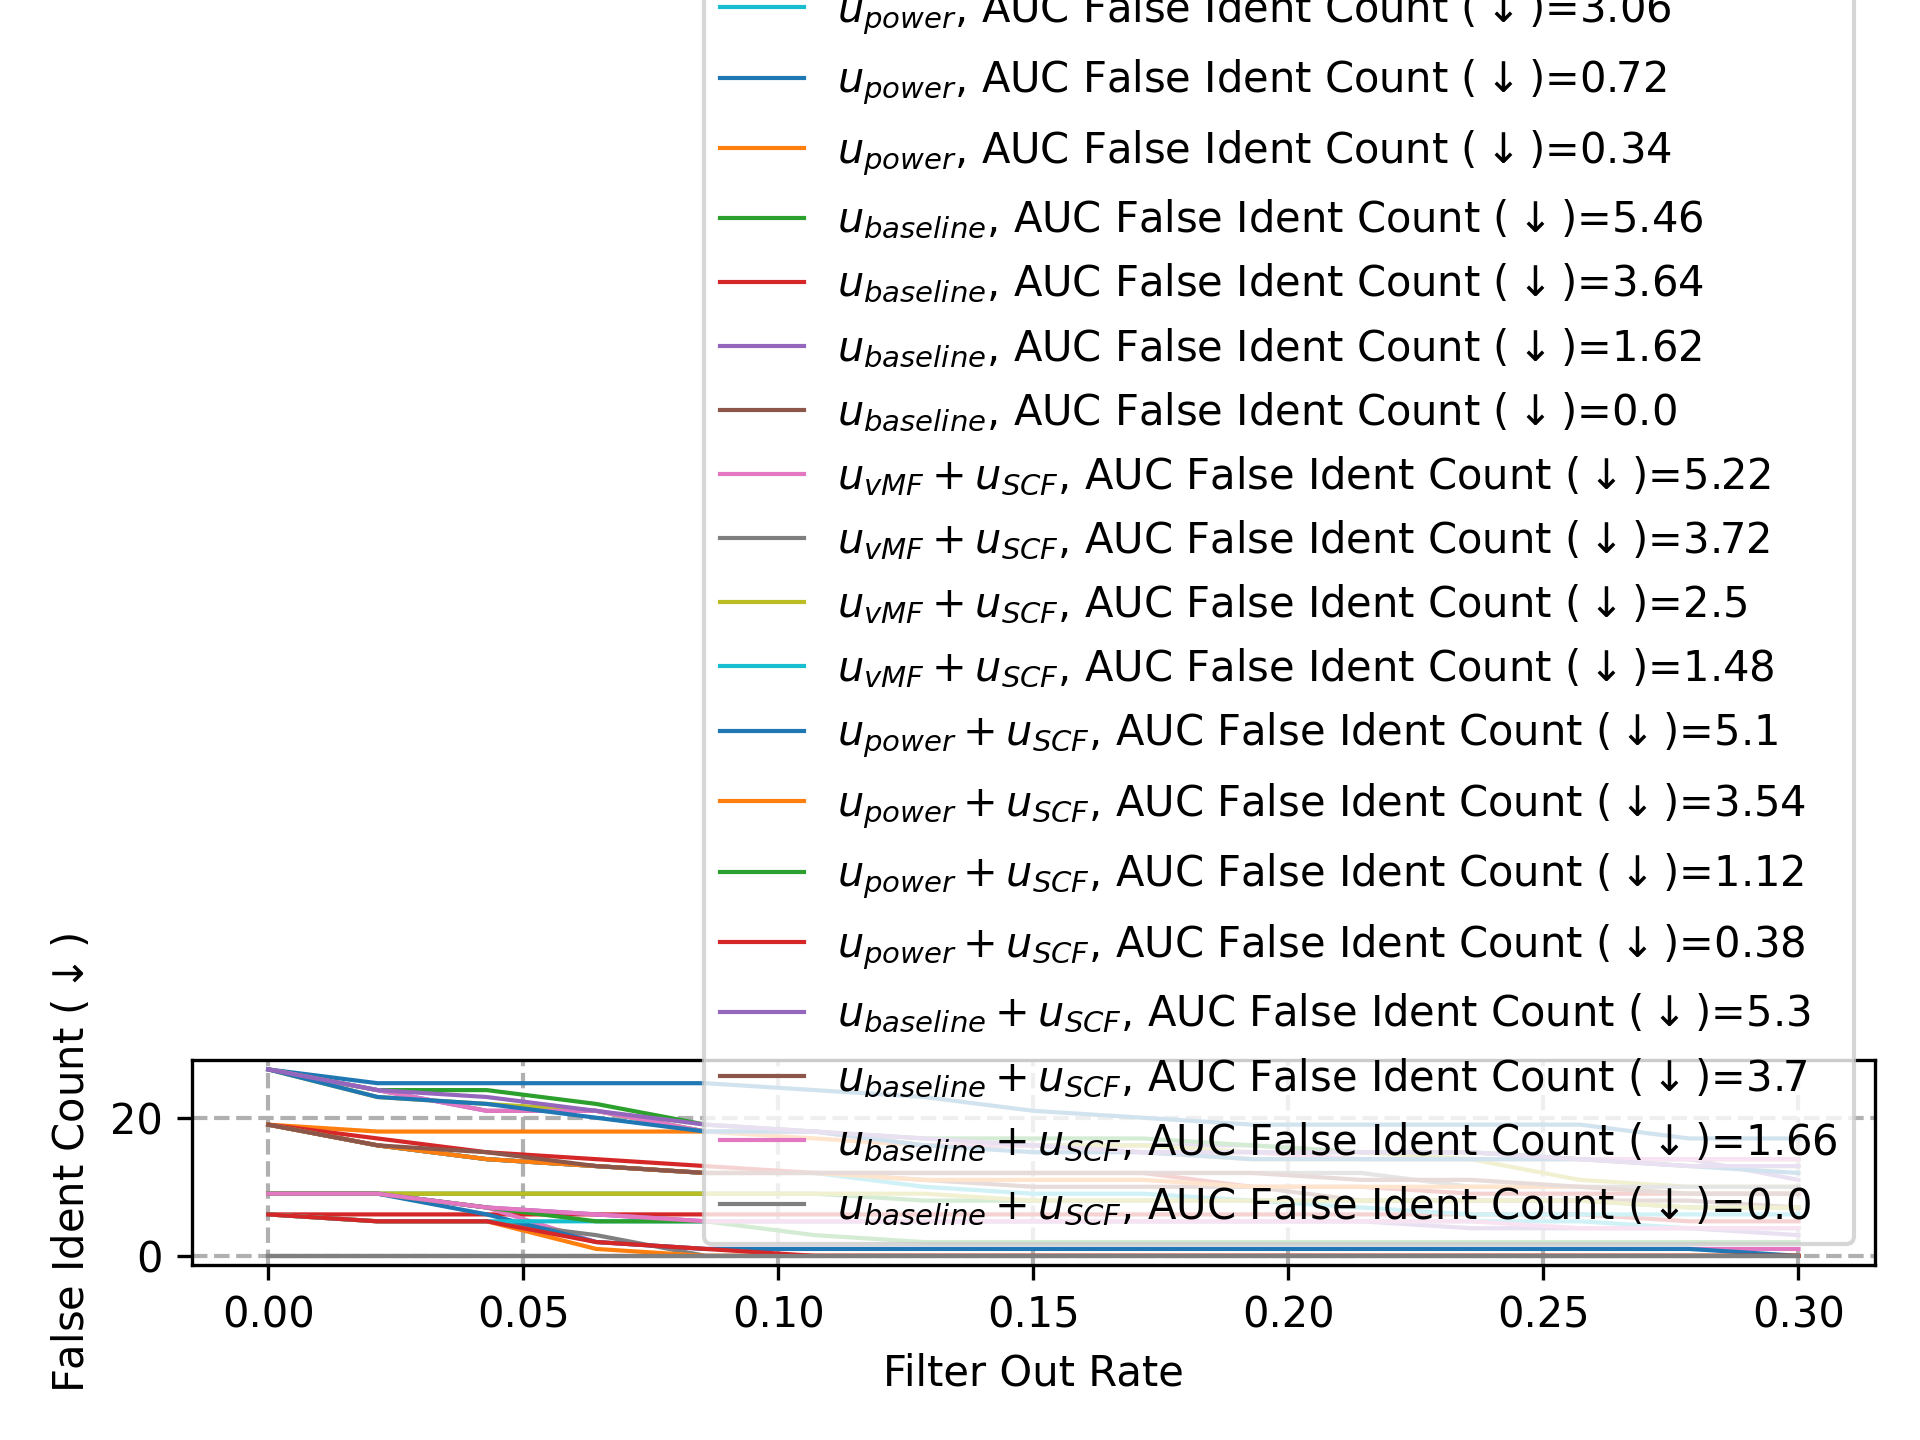 u_power, AUC False Ident Count (↓)=3.06
u_power, AUC False Ident Count (↓)=0.72
u_power, AUC False Ident Count (↓)=0.34
u_baseline, AUC False Ident Count (↓)=5.46
u_baseline, AUC False Ident Count (↓)=3.64
u_baseline, AUC False Ident Count (↓)=1.62
u_baseline, AUC False Ident Count (↓)=0.0
u_vMF + u_SCF, AUC False Ident Count (↓)=5.22
u_vMF + u_SCF, AUC False Ident Count (↓)=3.72
u_vMF + u_SCF, AUC False Ident Count (↓)=2.5
u_vMF + u_SCF, AUC False Ident Count (↓)=1.48
u_power + u_SCF, AUC False Ident Count (↓)=5.1
u_power + u_SCF, AUC False Ident Count (↓)=3.54
u_power + u_SCF, AUC False Ident Count (↓)=1.12
u_power + u_SCF, AUC False Ident Count (↓)=0.38
u_baseline + u_SCF, AUC False Ident Count (↓)=5.3
u_baseline + u_SCF, AUC False Ident Count (↓)=3.7
u_baseline + u_SCF, AUC False Ident Count (↓)=1.66
u_baseline + u_SCF, AUC False Ident Count (↓)=0.0
False Ident Count (↓)
20
0
0.00 0.05 0.10 0.15 0.20 0.25 0.30
Filter Out Rate